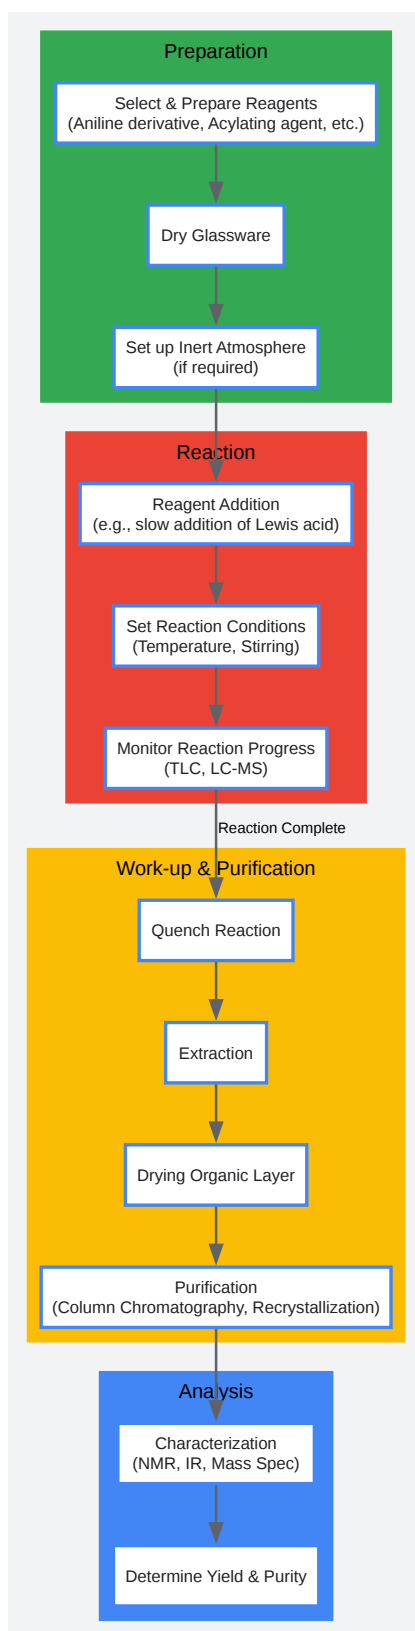 Preparation
Select & Prepare Reagents
(Aniline derivative, Acylating agent, etc.)
Dry Glassware
Set up Inert Atmosphere
(if required)
Reaction
Reagent Addition
(e.g., slow addition of Lewis acid)
Set Reaction Conditions
(Temperature, Stirring)
Monitor Reaction Progress
(TLC, LC-MS)
Reaction Complete
Work-up & Purification
Quench Reaction
Extraction
Drying Organic Layer
Purification
(Column Chromatography, Recrystallization)
Analysis
Characterization
(NMR, IR, Mass Spec)
Determine Yield & Purity